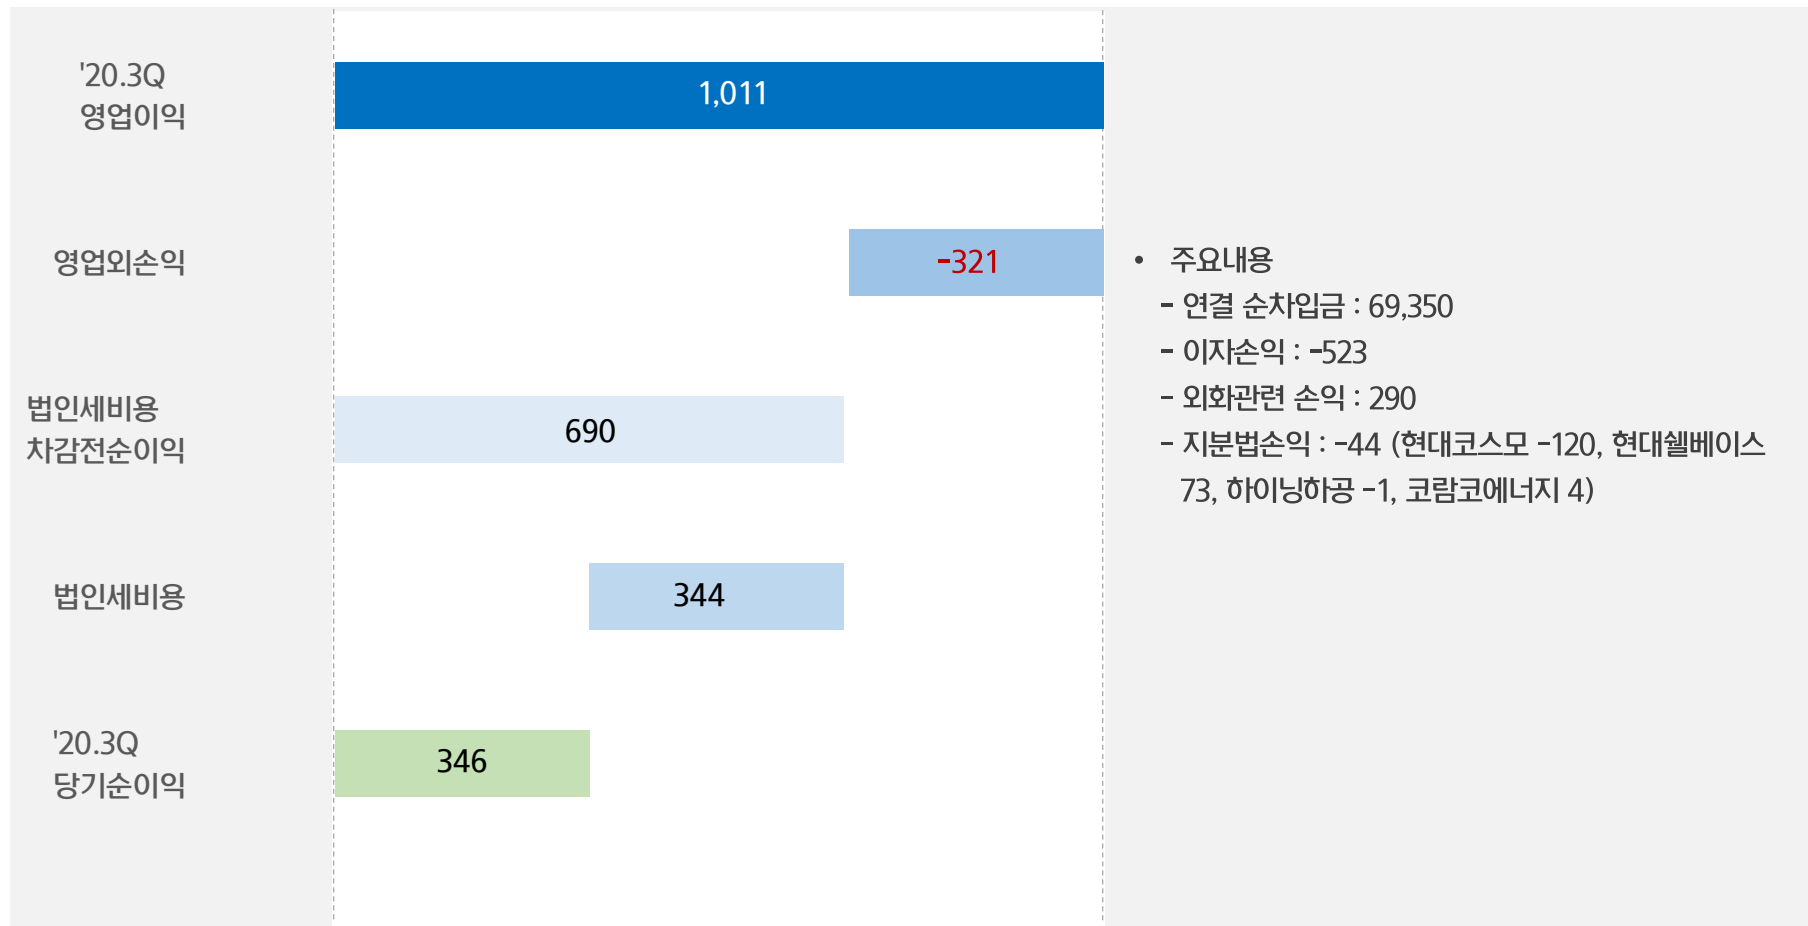 '20.3Q
영업이익
1,011
영업외손익
-321
법인세비용
차감전순이익
690
법인세비용
344
'20.3Q
당기순이익
346
• 주요내용
- 연결 순차입금 : 69,350
- 이자손익 : -523
- 외화관련 손익 : 290
- 지분법손익 : -44 (현대코스모 -120, 현대쉘베이스
73, 하이닝하공 -1, 코람코에너지 4)